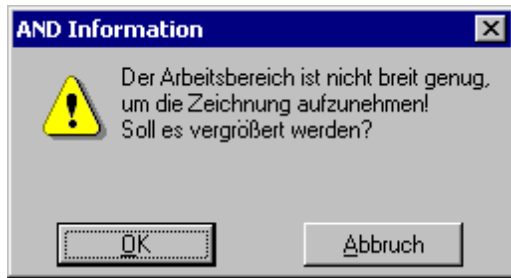 AND Information
Der Arbeitsbereich ist nicht breit genug,
um die Zeichnung aufzunehmen!
Soll es vergrößert werden?
OK
Abbruch